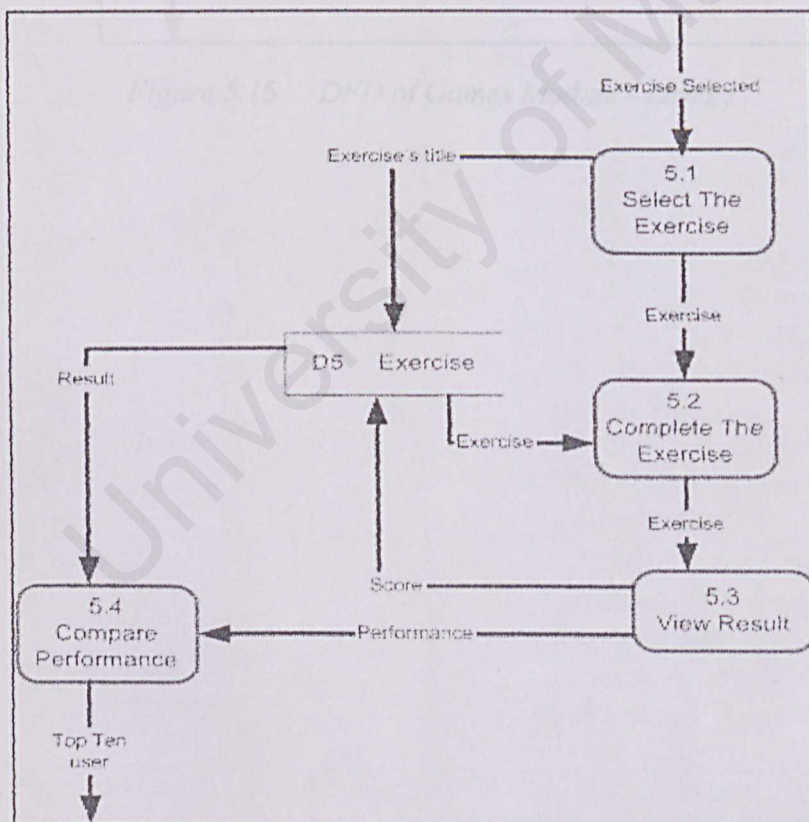 Figure 5.15 DFD of Games Module
Exercise Selected
Exercise's title
5.1
Select The
Exercise
Exercise
D5 Exercise
Result
5.2
Complete The
Exercise
Exercise
Exercise
Score
5.3
View Result
5.4
Compare
Performance
Performance
Top Ten
user
University of M